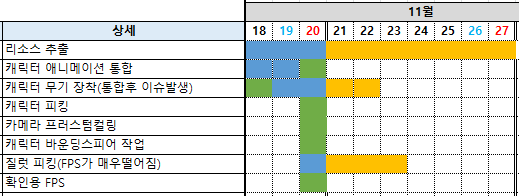 11월
상세 18 19 20 21 22 23 24 25 26 27
리소스 추출
캐릭터 애니메이션 통합
캐릭터 무기 장착(통합후 이슈발생)
캐릭터 피킹
카메라 프러스텀컬링
캐릭터 바운딩스피어 작업
질럿 피킹(FPS가 매우떨어짐)
확인용 FPS